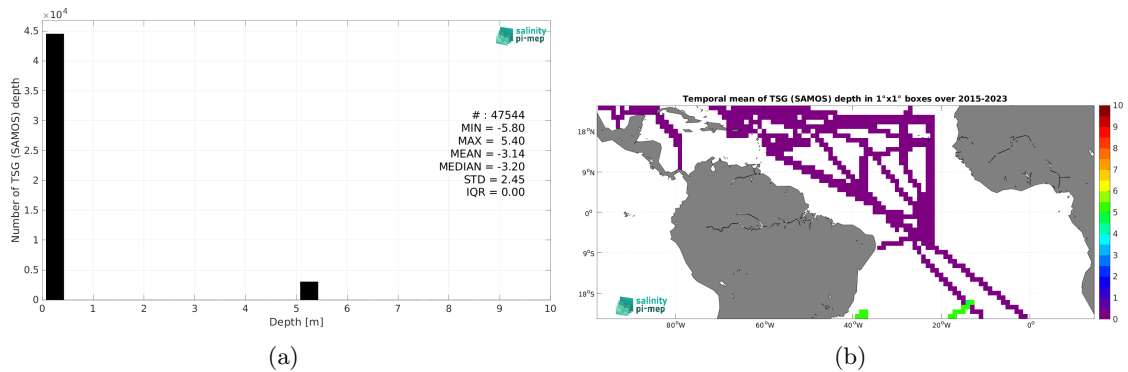 ×10⁴
4.5
4
3.5
3
2.5
2
1.5
1
0.5
0
Number of TSG (SAMOS) depth
salinity
pi-mep
# : 47544
MIN = -5.80
MAX = 5.40
MEAN = -3.14
MEDIAN = -3.20
STD = 2.45
IQR = 0.00
0 1 2 3 4 5 6 7 8 9 10
Depth [m]
(a)
Temporal mean of TSG (SAMOS) depth in 1°x1° boxes over 2015-2023
18°N
9°N
0°
9°S
18°S
80°W 60°W 40°W 20°W 0°
salinity
pi-mep
10
9
8
7
6
5
4
3
2
1
0
(b)